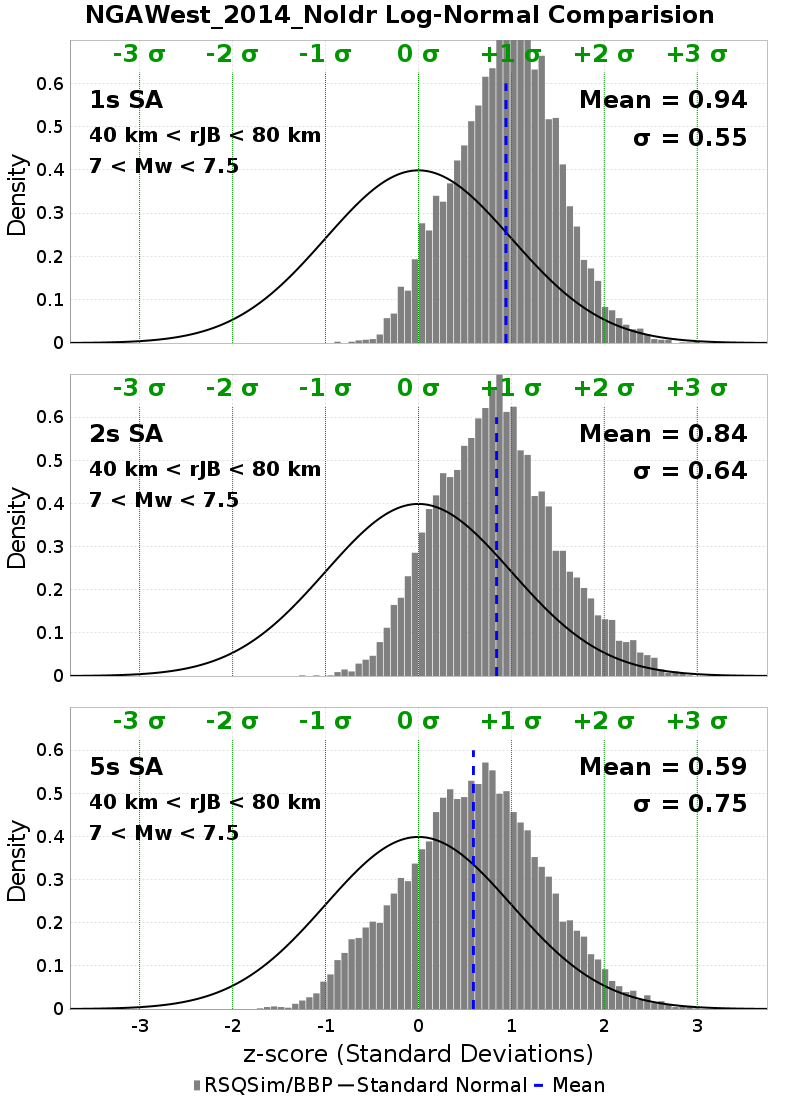 NGAWest_2014_NoIdr Log-Normal Comparision
-3 σ -2 σ -1 σ 0 σ +1 σ +2 σ +3 σ
0.6
1s SA Mean = 0.94
0.5
40 km < rJB < 80 km σ = 0.55
7 < Mw < 7.5
0.4
0.3
Density
0.2
0.1
0
-3 σ -2 σ -1 σ 0 σ +1 σ +2 σ +3 σ
0.6
2s SA Mean = 0.84
0.5
40 km < rJB < 80 km σ = 0.64
7 < Mw < 7.5
0.4
0.3
Density
0.2
0.1
0
-3 σ -2 σ -1 σ 0 σ +1 σ +2 σ +3 σ
0.6
5s SA Mean = 0.59
0.5
40 km < rJB < 80 km σ = 0.75
7 < Mw < 7.5
0.4
0.3
Density
0.2
0.1
0
-3 -2 -1 0 1 2 3
z-score (Standard Deviations)
RSQSim/BBP Standard Normal Mean